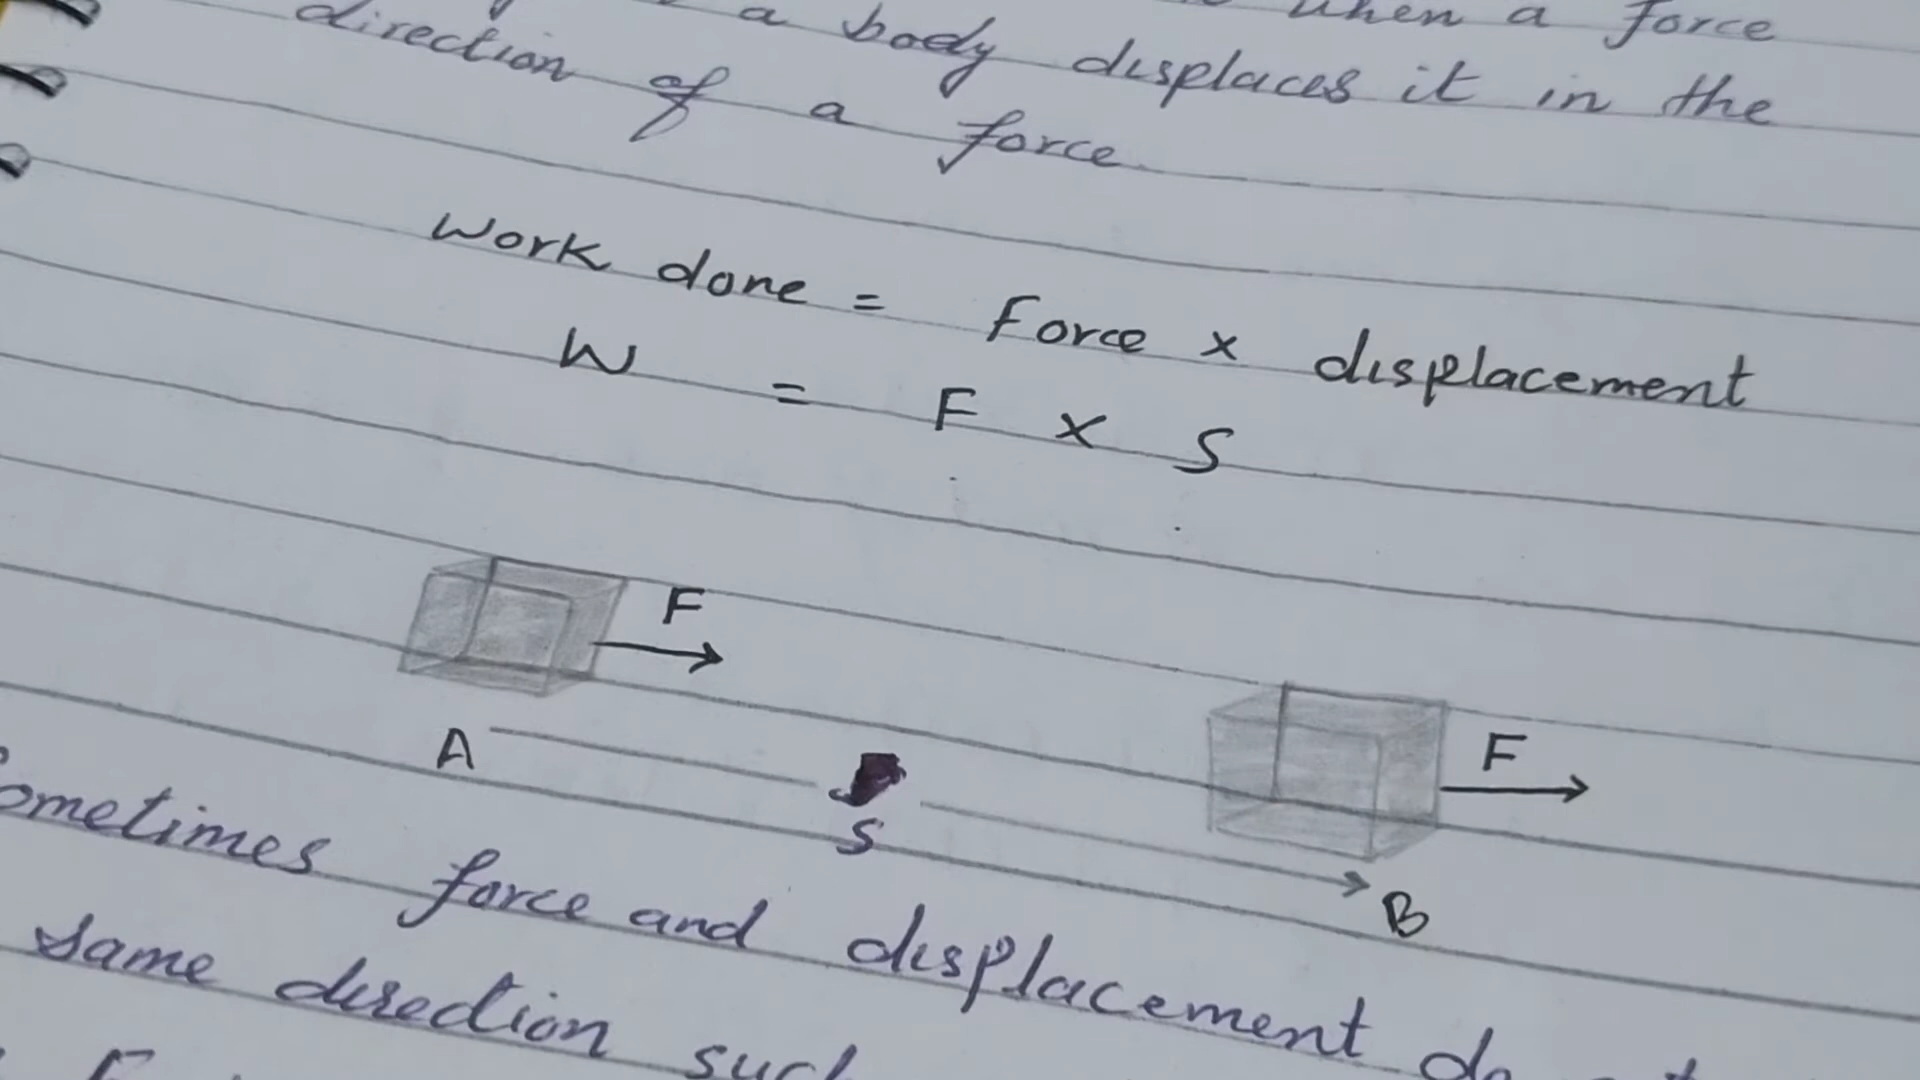 when a force
a body displaces it in the
direction of a force
Work done = Force x displacement
W = F x S
F
F
A
S
B
ometimes force and displacement do
same direction such
F